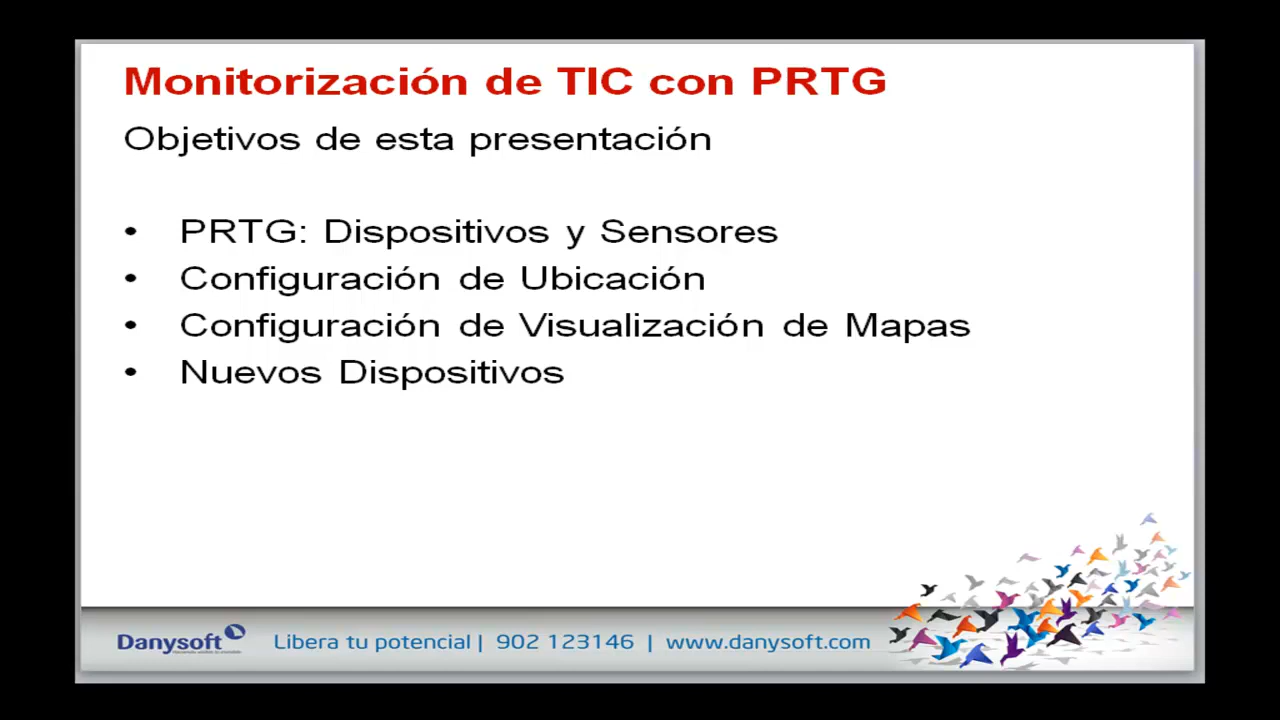 Monitorización de TIC con PRTG
Objetivos de esta presentación
• PRTG: Dispositivos y Sensores
• Configuración de Ubicación
• Configuración de Visualización de Mapas
• Nuevos Dispositivos
Danysoft Libera tu potencial | 902 123146 | www.danysoft.com